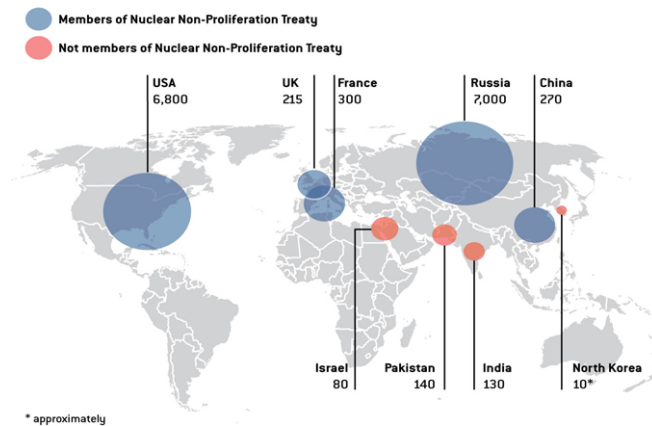 Members of Nuclear Non-Proliferation Treaty
Not members of Nuclear Non-Proliferation Treaty
USA
6,800
UK
215
France
300
Russia
7,000
China
270
Israel
80
Pakistan
140
India
130
North Korea
10*
* approximately